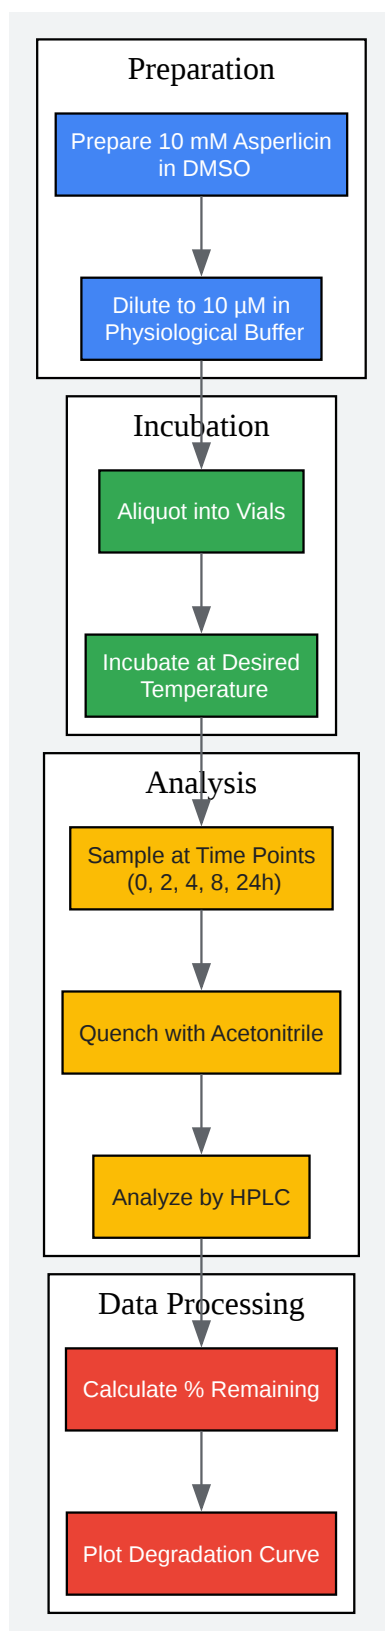 Preparation
Prepare 10 mM Asperlicin
in DMSO
Dilute to 10 µM in
Physiological Buffer
Incubation
Aliquot into Vials
Incubate at Desired
Temperature
Analysis
Sample at Time Points
(0, 2, 4, 8, 24h)
Quench with Acetonitrile
Analyze by HPLC
Data Processing
Calculate % Remaining
Plot Degradation Curve